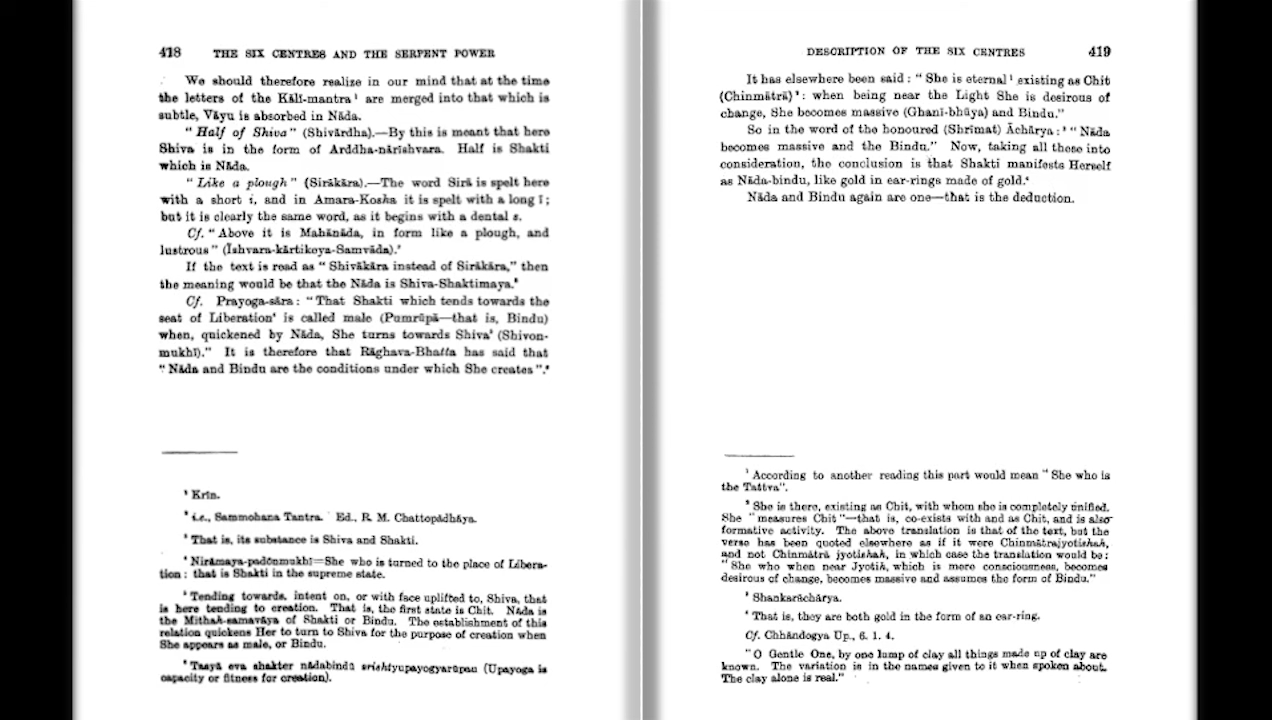 418 THE SIX CENTRES AND THE SERPENT POWER
We should therefore realize in our mind that at the time
the letters of the Kālī-mantra¹ are merged into that which is
subtle, Vāyu is absorbed in Nāda.
“Half of Shiva” (Shivārdha).—By this is meant that here
Shiva is in the form of Arddha-nārīshvara. Half is Shakti
which is Nāda.
“Like a plough” (Sirākāra).—The word Sirā is spelt here
with a short i, and in Amara-Kosha it is spelt with a long ī;
but it is clearly the same word, as it begins with a dental s.
Cf. “Above it is Mahānāda, in form like a plough, and
lustrous” (Īshvara-kārtikeya-Samvāda).²
If the text is read as “Shivākāra instead of Sirākāra,” then
the meaning would be that the Nāda is Shiva-Shaktimaya.³
Cf. Prayoga-sāra: “That Shakti which tends towards the
seat of Liberation⁴ is called male (Pumrūpā—that is, Bindu)
when, quickened by Nāda, She turns towards Shiva⁵ (Shivon-
mukhī).” It is therefore that Rāghava-Bhatta has said that
“Nāda and Bindu are the conditions under which She creates”.⁶
¹ Krīn.
² i.e., Sammohana Tantra. Ed., R. M. Chattopādhāya.
³ That is, its substance is Shiva and Shakti.
⁴ Nirāmaya-padonmukhī=She who is turned to the place of Libera-
tion: that is Shakti in the supreme state.
⁵ Tending towards, intent on, or with face uplifted to, Shiva, that
is here tending to creation. That is, the first state is Chit. Nāda is
the Mithah-samavāya of Shakti or Bindu. The establishment of this
relation quickens Her to turn to Shiva for the purpose of creation when
She appears as male, or Bindu.
⁶ Tasyā eva shakter nādabindū srishtyupayogyarūpau (Upayoga is
capacity or fitness for creation).
DESCRIPTION OF THE SIX CENTRES 419
It has elsewhere been said: “She is eternal¹ existing as Chit
(Chinmātrā)²: when being near the Light She is desirous of
change, She becomes massive (Ghanī-bhūya) and Bindu.”
So in the word of the honoured (Shrīmat) Āchārya:³ “Nāda
becomes massive and the Bindu.” Now, taking all these into
consideration, the conclusion is that Shakti manifests Herself
as Nāda-bindu, like gold in ear-rings made of gold.⁴
Nāda and Bindu again are one—that is the deduction.
¹ According to another reading this part would mean “She who is
the Tattva”.
² She is there, existing as Chit, with whom she is completely unified.
She “measures Chit”—that is, co-exists with and as Chit, and is also
formative activity. The above translation is that of the text, but the
verse has been quoted elsewhere as if it were Chinmātrajyotishah,
and not Chinmātrā jyotishah, in which case the translation would be:
“She who when near Jyotih, which is mere consciousness, becomes
desirous of change, becomes massive and assumes the form of Bindu.”
³ Shankarāchārya.
⁴ That is, they are both gold in the form of an ear-ring.
Cf. Chhāndogya Up., 6. 1. 4.
“O Gentle One, by one lump of clay all things made up of clay are
known. The variation is in the names given to it when spoken about.
The clay alone is real.”